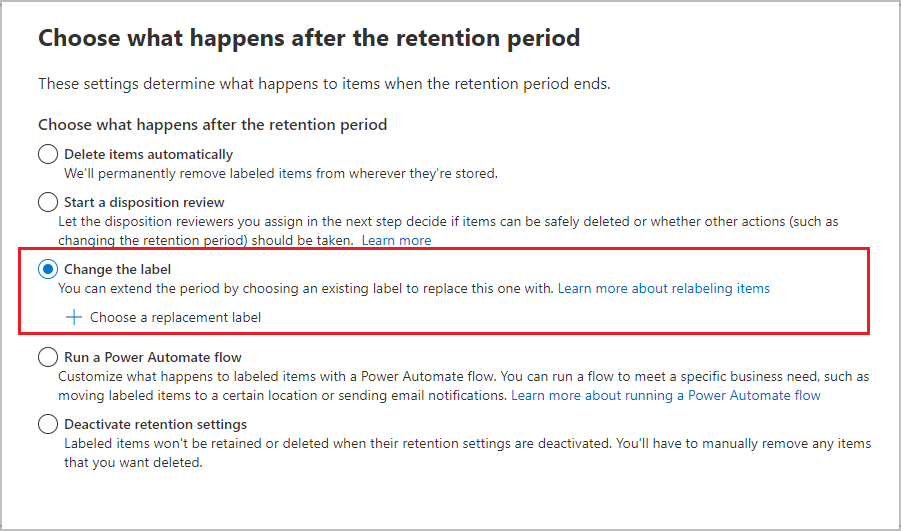 Choose what happens after the retention period
These settings determine what happens to items when the retention period ends.
Choose what happens after the retention period
Delete items automatically
We'll permanently remove labeled items from wherever they're stored.
Start a disposition review
Let the disposition reviewers you assign in the next step decide if items can be safely deleted or whether other actions (such as
changing the retention period) should be taken. Learn more
Change the label
You can extend the period by choosing an existing label to replace this one with. Learn more about relabeling items
Choose a replacement label
Run a Power Automate flow
Customize what happens to labeled items with a Power Automate flow. You can run a flow to meet a specific business need, such as
moving labeled items to a certain location or sending email notifications. Learn more about running a Power Automate flow
Deactivate retention settings
Labeled items won't be retained or deleted when their retention settings are deactivated. You'll have to manually remove any items
that you want deleted.